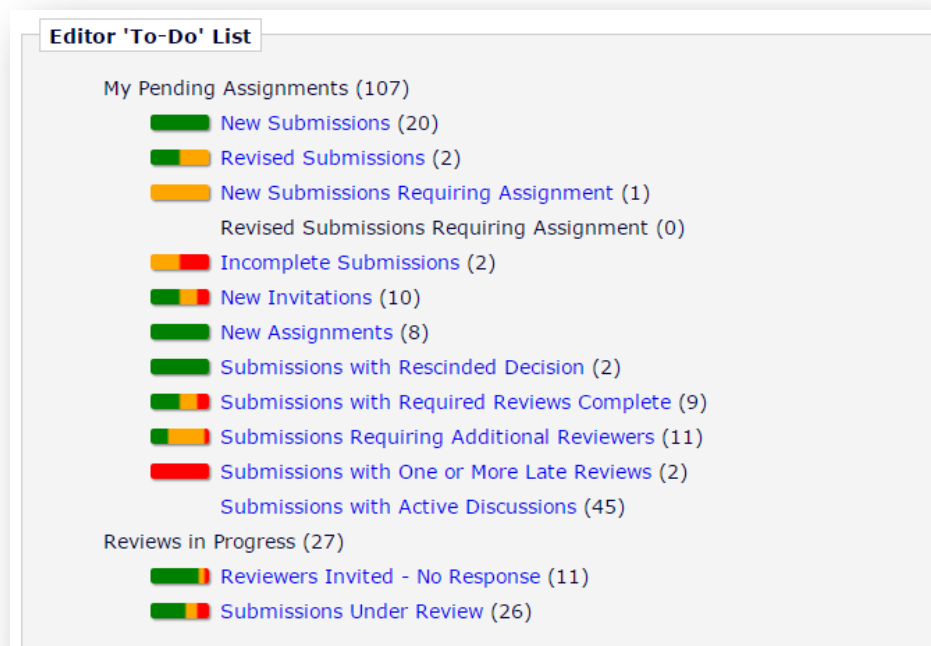 Editor 'To-Do' List
My Pending Assignments (107)
New Submissions (20)
Revised Submissions (2)
New Submissions Requiring Assignment (1)
Revised Submissions Requiring Assignment (0)
Incomplete Submissions (2)
New Invitations (10)
New Assignments (8)
Submissions with Rescinded Decision (2)
Submissions with Required Reviews Complete (9)
Submissions Requiring Additional Reviewers (11)
Submissions with One or More Late Reviews (2)
Submissions with Active Discussions (45)
Reviews in Progress (27)
Reviewers Invited - No Response (11)
Submissions Under Review (26)